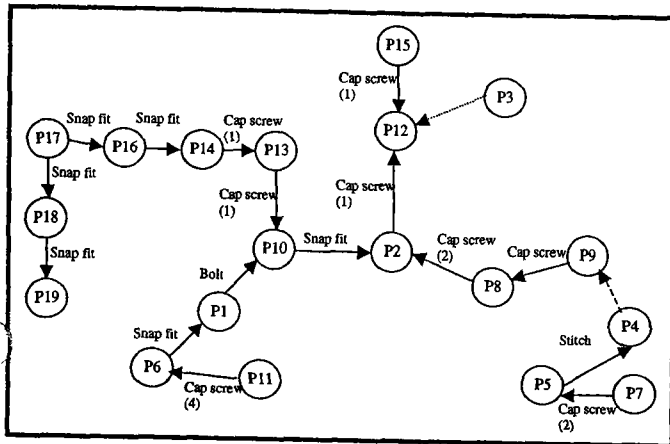 P15
Cap screw
(1)
P3
Snap fit
Snap fit
Cap screw
(1)
P17
P16
P14
P13
P12
Snap fit
Cap screw
(1)
Cap screw
(1)
P18
P10
Snap fit
P2
Cap screw
(2)
Cap screw
P9
Snap fit
Bolt
P8
P19
P1
P4
Snap fit
Stitch
P6
P11
P5
P7
Cap screw
(4)
Cap screw
(2)